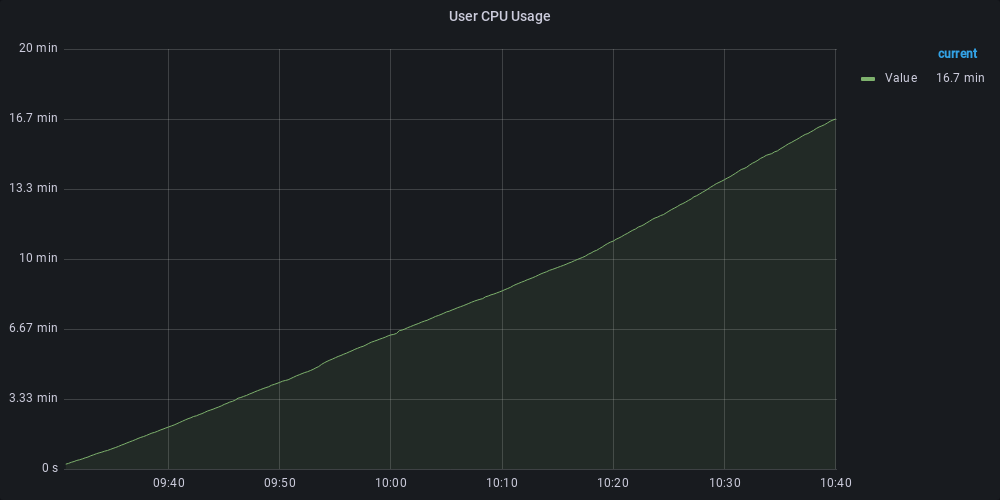 User CPU Usage
20 min
16.7 min
13.3 min
10 min
6.67 min
3.33 min
0 s
09:40 09:50 10:00 10:10 10:20 10:30 10:40
current
Value 16.7 min